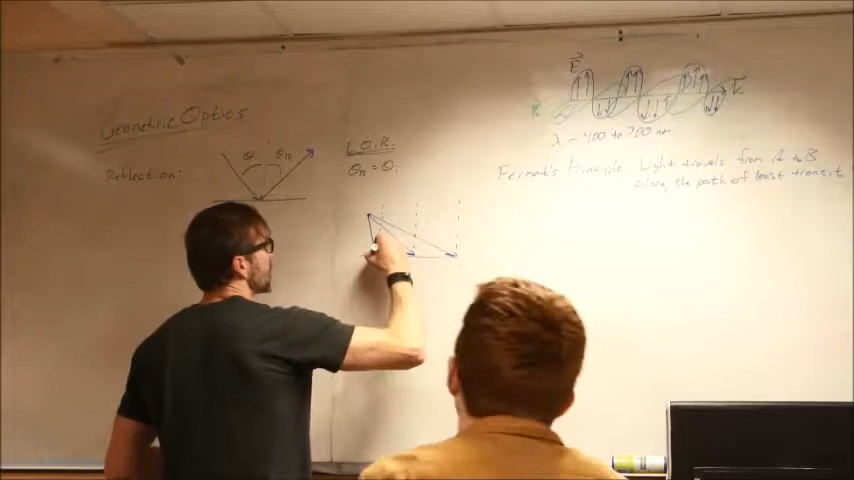 Geometric Optics
Reflection:
θi θR
L.O.R.
θR = θi
E
B
k
λ ~ 400 to 700 nm
Fermat's Principle Light travels from A to B
along the path of least transit